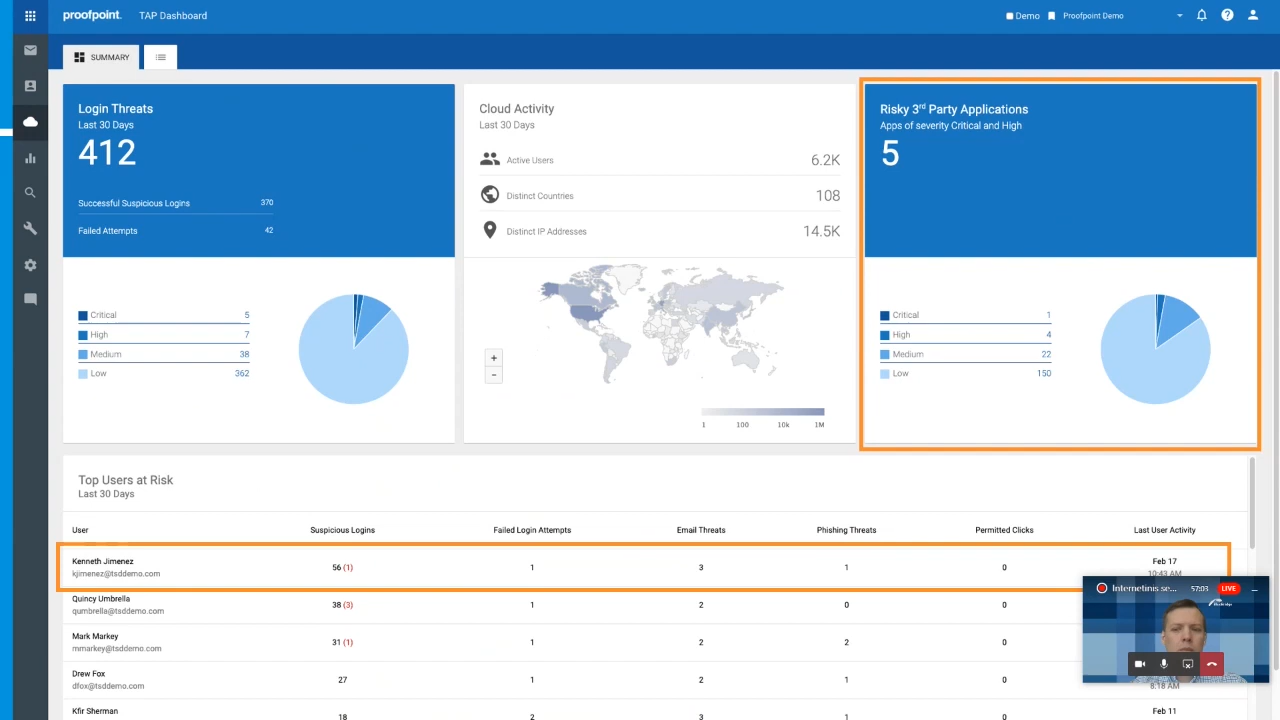 proofpoint.
TAP Dashboard
Demo
Proofpoint Demo
SUMMARY
Login Threats
Last 30 Days
412
Successful Suspicious Logins 370
Failed Attempts 42
Critical 5
High 7
Medium 38
Low 362
Cloud Activity
Last 30 Days
Active Users 6.2K
Distinct Countries 108
Distinct IP Addresses 14.5K
+
-
1 100 10k 1M
Risky 3rd Party Applications
Apps of severity Critical and High
5
Critical 1
High 4
Medium 22
Low 150
Top Users at Risk
Last 30 Days
User Suspicious Logins Failed Login Attempts Email Threats Phishing Threats Permitted Clicks Last User Activity
Kenneth Jimenez
kjimenez@tsddemo.com
56 (1) 1 3 1 0
Feb 17
10:43 AM
Quincy Umbrella
qumbrella@tsddemo.com
38 (3) 1 2 0 0
Mark Markey
mmarkey@tsddemo.com
31 (1) 1 2 2 0
Drew Fox
dfox@tsddemo.com
27 1 2 1 0
8:18 AM
Kfir Sherman
18 2 3 1 0
Feb 11
Internetinis se... 57:03 LIVE